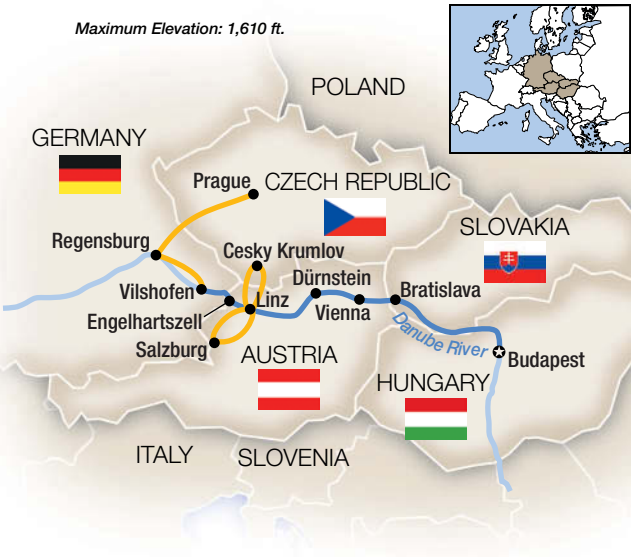 Maximum Elevation: 1,610 ft.
POLAND
GERMANY
Prague
CZECH REPUBLIC
SLOVAKIA
Regensburg
Cesky Krumlov
Dürnstein
Vilshofen
Linz
Bratislava
Engelhartszell
Vienna
Danube River
Salzburg
AUSTRIA
Budapest
HUNGARY
ITALY
SLOVENIA